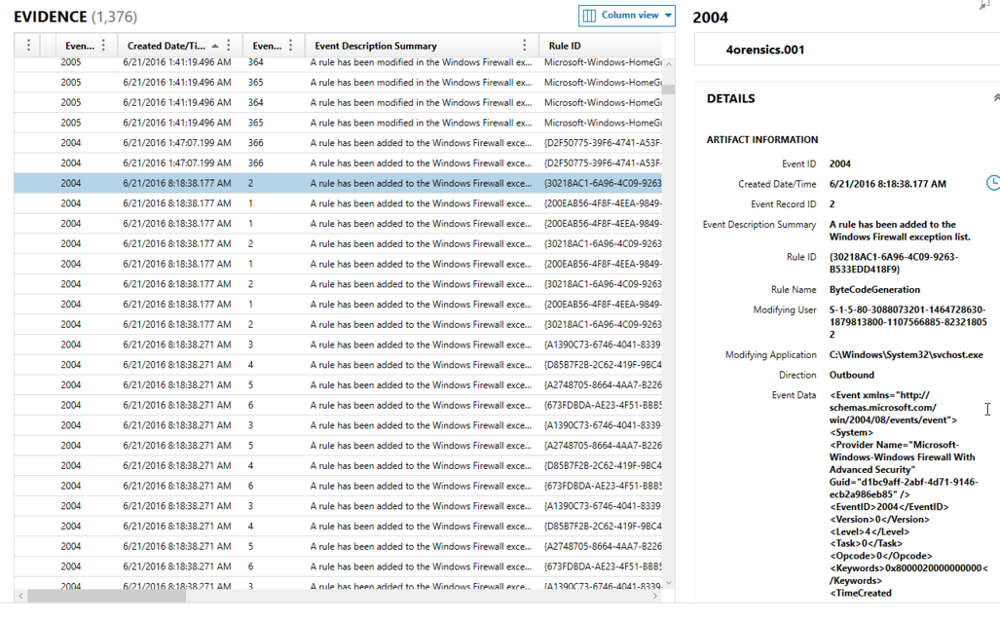 EVIDENCE (1,376)
Column view
Even... Created Date/Ti... Even... Event Description Summary Rule ID
2005 6/21/2016 1:41:19.496 AM 364 A rule has been modified in the Windows Firewall ex... Microsoft-Windows-HomeGr
2005 6/21/2016 1:41:19.496 AM 365 A rule has been modified in the Windows Firewall ex... Microsoft-Windows-HomeGr
2005 6/21/2016 1:41:19.496 AM 364 A rule has been modified in the Windows Firewall ex... Microsoft-Windows-HomeGr
2005 6/21/2016 1:41:19.496 AM 365 A rule has been modified in the Windows Firewall ex... Microsoft-Windows-HomeGr
2004 6/21/2016 1:47:07.199 AM 366 A rule has been added to the Windows Firewall exce... {D2F50775-39F6-4741-A53F-
2004 6/21/2016 1:47:07.199 AM 366 A rule has been added to the Windows Firewall exce... {D2F50775-39F6-4741-A53F-
2004 6/21/2016 8:18:38.177 AM 2 A rule has been added to the Windows Firewall exce... {30218AC1-6A96-4C09-9263
2004 6/21/2016 8:18:38.177 AM 1 A rule has been added to the Windows Firewall exce... {200EAB56-4F8F-4EEA-9849-
2004 6/21/2016 8:18:38.177 AM 1 A rule has been added to the Windows Firewall exce... {200EAB56-4F8F-4EEA-9849-
2004 6/21/2016 8:18:38.177 AM 2 A rule has been added to the Windows Firewall exce... {30218AC1-6A96-4C09-9263
2004 6/21/2016 8:18:38.177 AM 1 A rule has been added to the Windows Firewall exce... {200EAB56-4F8F-4EEA-9849-
2004 6/21/2016 8:18:38.177 AM 2 A rule has been added to the Windows Firewall exce... {30218AC1-6A96-4C09-9263
2004 6/21/2016 8:18:38.177 AM 1 A rule has been added to the Windows Firewall exce... {200EAB56-4F8F-4EEA-9849-
2004 6/21/2016 8:18:38.177 AM 2 A rule has been added to the Windows Firewall exce... {30218AC1-6A96-4C09-9263
2004 6/21/2016 8:18:38.271 AM 3 A rule has been added to the Windows Firewall exce... {A1390C73-6746-4041-8339-
2004 6/21/2016 8:18:38.271 AM 4 A rule has been added to the Windows Firewall exce... {D85B7F2B-2C62-419F-9BC4
2004 6/21/2016 8:18:38.271 AM 5 A rule has been added to the Windows Firewall exce... {A2748705-8664-4AA7-B226
2004 6/21/2016 8:18:38.271 AM 6 A rule has been added to the Windows Firewall exce... {673FDBDA-AE23-4F51-BBB5
2004 6/21/2016 8:18:38.271 AM 3 A rule has been added to the Windows Firewall exce... {A1390C73-6746-4041-8339-
2004 6/21/2016 8:18:38.271 AM 5 A rule has been added to the Windows Firewall exce... {A2748705-8664-4AA7-B226
2004 6/21/2016 8:18:38.271 AM 4 A rule has been added to the Windows Firewall exce... {D85B7F2B-2C62-419F-9BC4
2004 6/21/2016 8:18:38.271 AM 6 A rule has been added to the Windows Firewall exce... {673FDBDA-AE23-4F51-BBB5
2004 6/21/2016 8:18:38.271 AM 3 A rule has been added to the Windows Firewall exce... {A1390C73-6746-4041-8339-
2004 6/21/2016 8:18:38.271 AM 4 A rule has been added to the Windows Firewall exce... {D85B7F2B-2C62-419F-9BC4
2004 6/21/2016 8:18:38.271 AM 5 A rule has been added to the Windows Firewall exce... {A2748705-8664-4AA7-B226
2004 6/21/2016 8:18:38.271 AM 6 A rule has been added to the Windows Firewall exce... {673FDBDA-AE23-4F51-BBB5
2004 6/21/2016 8:18:38.271 AM 3 A rule has been added to the Windows Firewall exce... {A1390C73-6746-4041-8339-
2004
4orensics.001
DETAILS
ARTIFACT INFORMATION
Event ID 2004
Created Date/Time 6/21/2016 8:18:38.177 AM
Event Record ID 2
Event Description Summary A rule has been added to the
Windows Firewall exception list.
Rule ID {30218AC1-6A96-4C09-9263-
B533EDD418F9}
Rule Name ByteCodeGeneration
Modifying User S-1-5-80-3088073201-1464728630-
1879813800-1107566885-82321805
2
Modifying Application C:\Windows\System32\svchost.exe
Direction Outbound
Event Data <Event xmlns="http://
schemas.microsoft.com/
win/2004/08/events/event">
<System>
<Provider Name="Microsoft-
Windows-Windows Firewall With
Advanced Security"
Guid="d1bc9aff-2abf-4d71-9146-
ecb2a986eb85" />
<EventID>2004</EventID>
<Version>0</Version>
<Level>4</Level>
<Task>0</Task>
<Opcode>0</Opcode>
<Keywords>0x8000020000000000<
/Keywords>
<TimeCreated